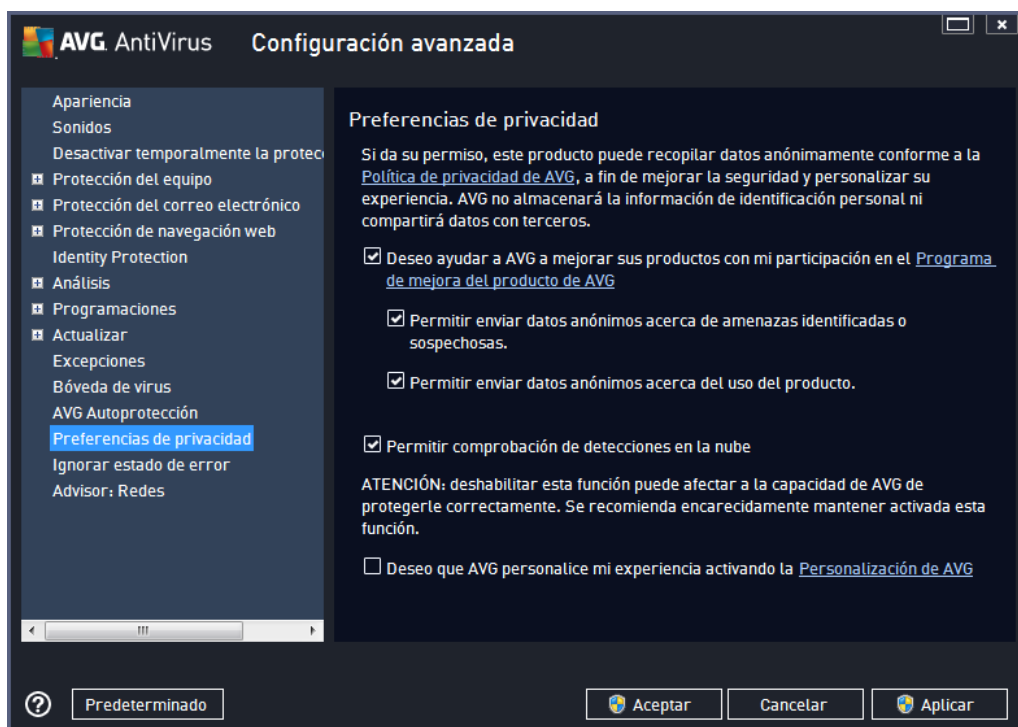 AVG. AntiVirus
Configuración avanzada
Apariencia
Sonidos
Desactivar temporalmente la protec
Protección del equipo
Protección del correo electrónico
Protección de navegación web
Identity Protection
Análisis
Programaciones
Actualizar
Excepciones
Bóveda de virus
AVG Autoprotección
Preferencias de privacidad
Ignorar estado de error
Advisor: Redes
Preferencias de privacidad
Si da su permiso, este producto puede recopilar datos anónimamente conforme a la
Política de privacidad de AVG, a fin de mejorar la seguridad y personalizar su
experiencia. AVG no almacenará la información de identificación personal ni
compartirá datos con terceros.
Deseo ayudar a AVG a mejorar sus productos con mi participación en el Programa
de mejora del producto de AVG
Permitir enviar datos anónimos acerca de amenazas identificadas o
sospechosas.
Permitir enviar datos anónimos acerca del uso del producto.
Permitir comprobación de detecciones en la nube
ATENCIÓN: deshabilitar esta función puede afectar a la capacidad de AVG de
protegerle correctamente. Se recomienda encarecidamente mantener activada esta
función.
Deseo que AVG personalice mi experiencia activando la Personalización de AVG
Predeterminado
Aceptar
Cancelar
Aplicar